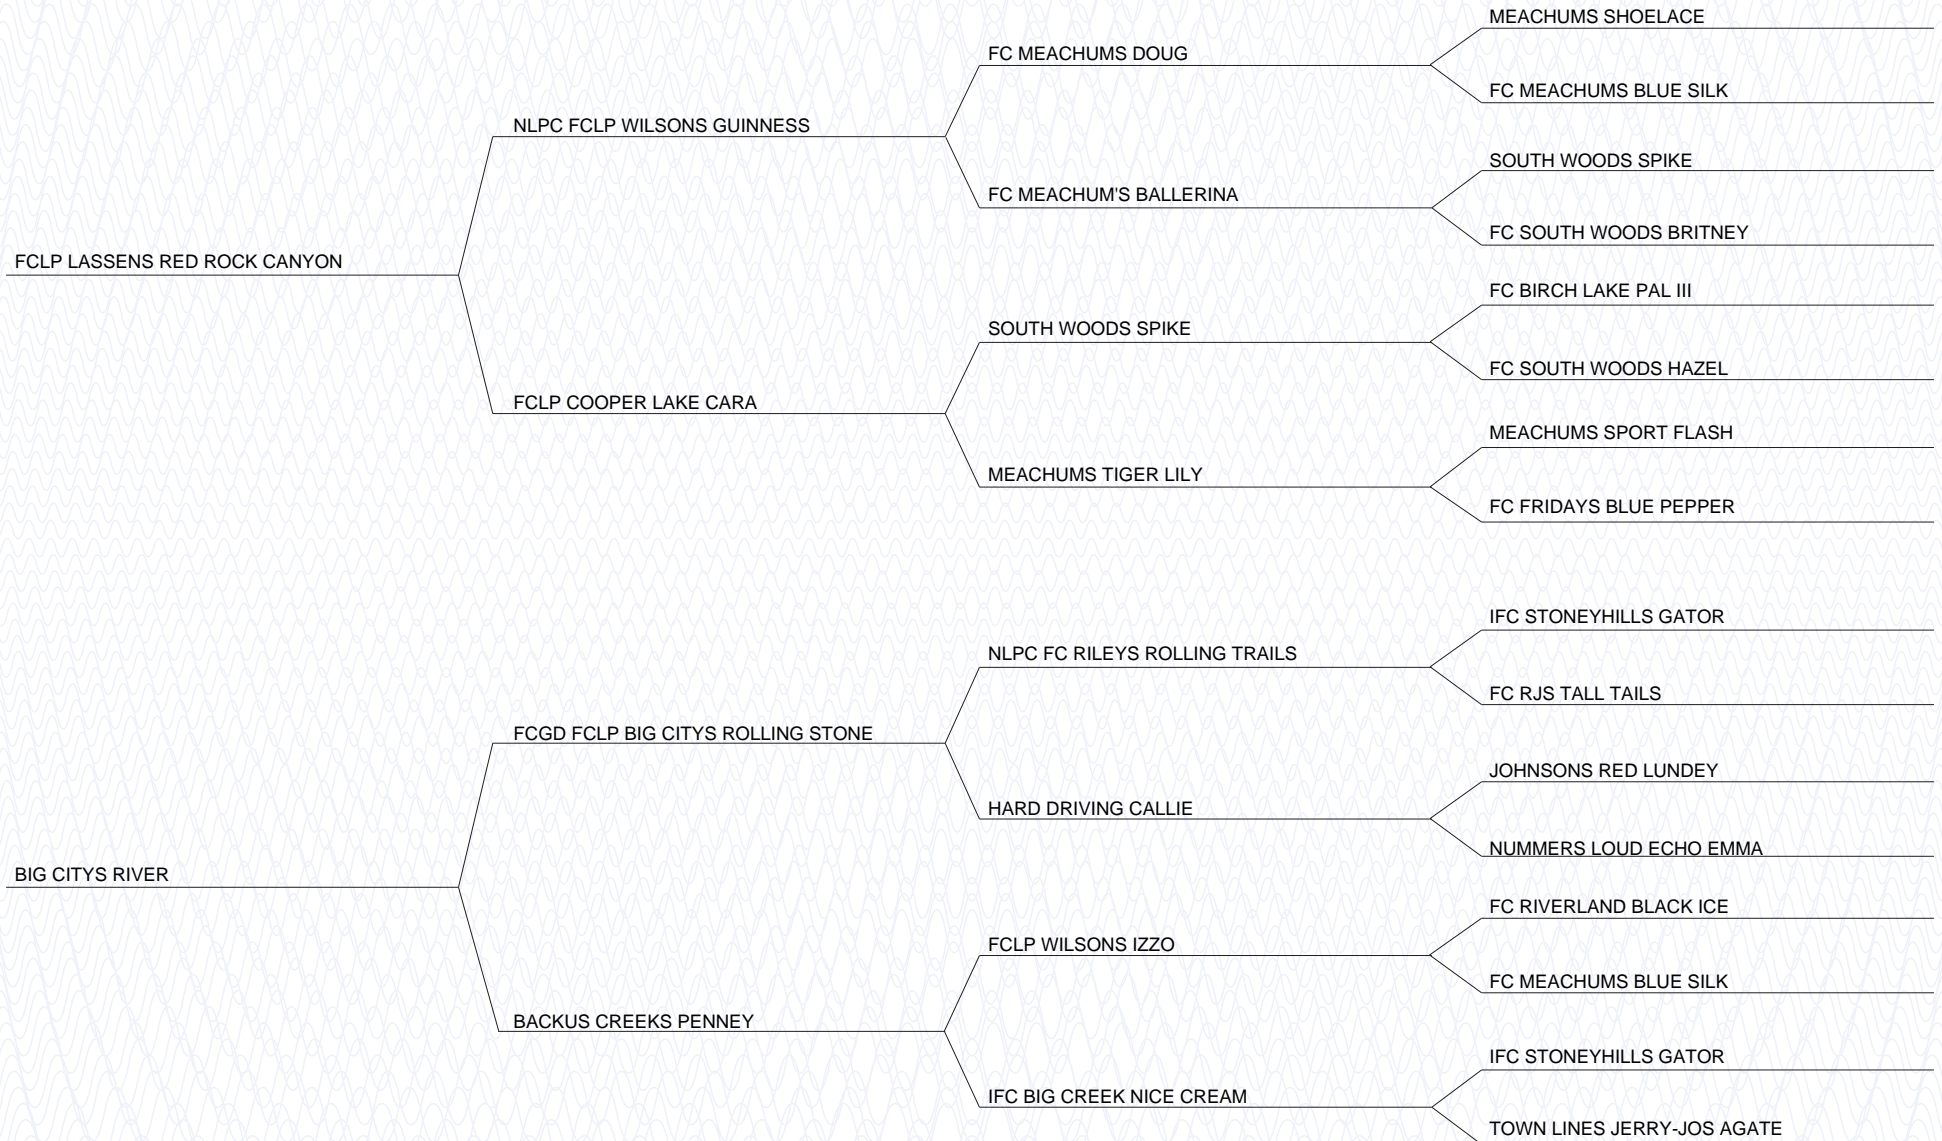 MEACHUMS SHOELACE
FC MEACHUMS DOUG
FC MEACHUMS BLUE SILK
NLPC FCLP WILSONS GUINNESS
SOUTH WOODS SPIKE
FC MEACHUM'S BALLERINA
FC SOUTH WOODS BRITNEY
FCLP LASSENS RED ROCK CANYON
FC BIRCH LAKE PAL III
SOUTH WOODS SPIKE
FC SOUTH WOODS HAZEL
FCLP COOPER LAKE CARA
MEACHUMS SPORT FLASH
MEACHUMS TIGER LILY
FC FRIDAYS BLUE PEPPER
IFC STONEYHILLS GATOR
NLPC FC RILEYS ROLLING TRAILS
FC RJS TALL TAILS
FCGD FCLP BIG CITYS ROLLING STONE
JOHNSONS RED LUNDEY
HARD DRIVING CALLIE
NUMMERS LOUD ECHO EMMA
BIG CITYS RIVER
FC RIVERLAND BLACK ICE
FCLP WILSONS IZZO
FC MEACHUMS BLUE SILK
BACKUS CREEKS PENNEY
IFC STONEYHILLS GATOR
IFC BIG CREEK NICE CREAM
TOWN LINES JERRY-JOS AGATE